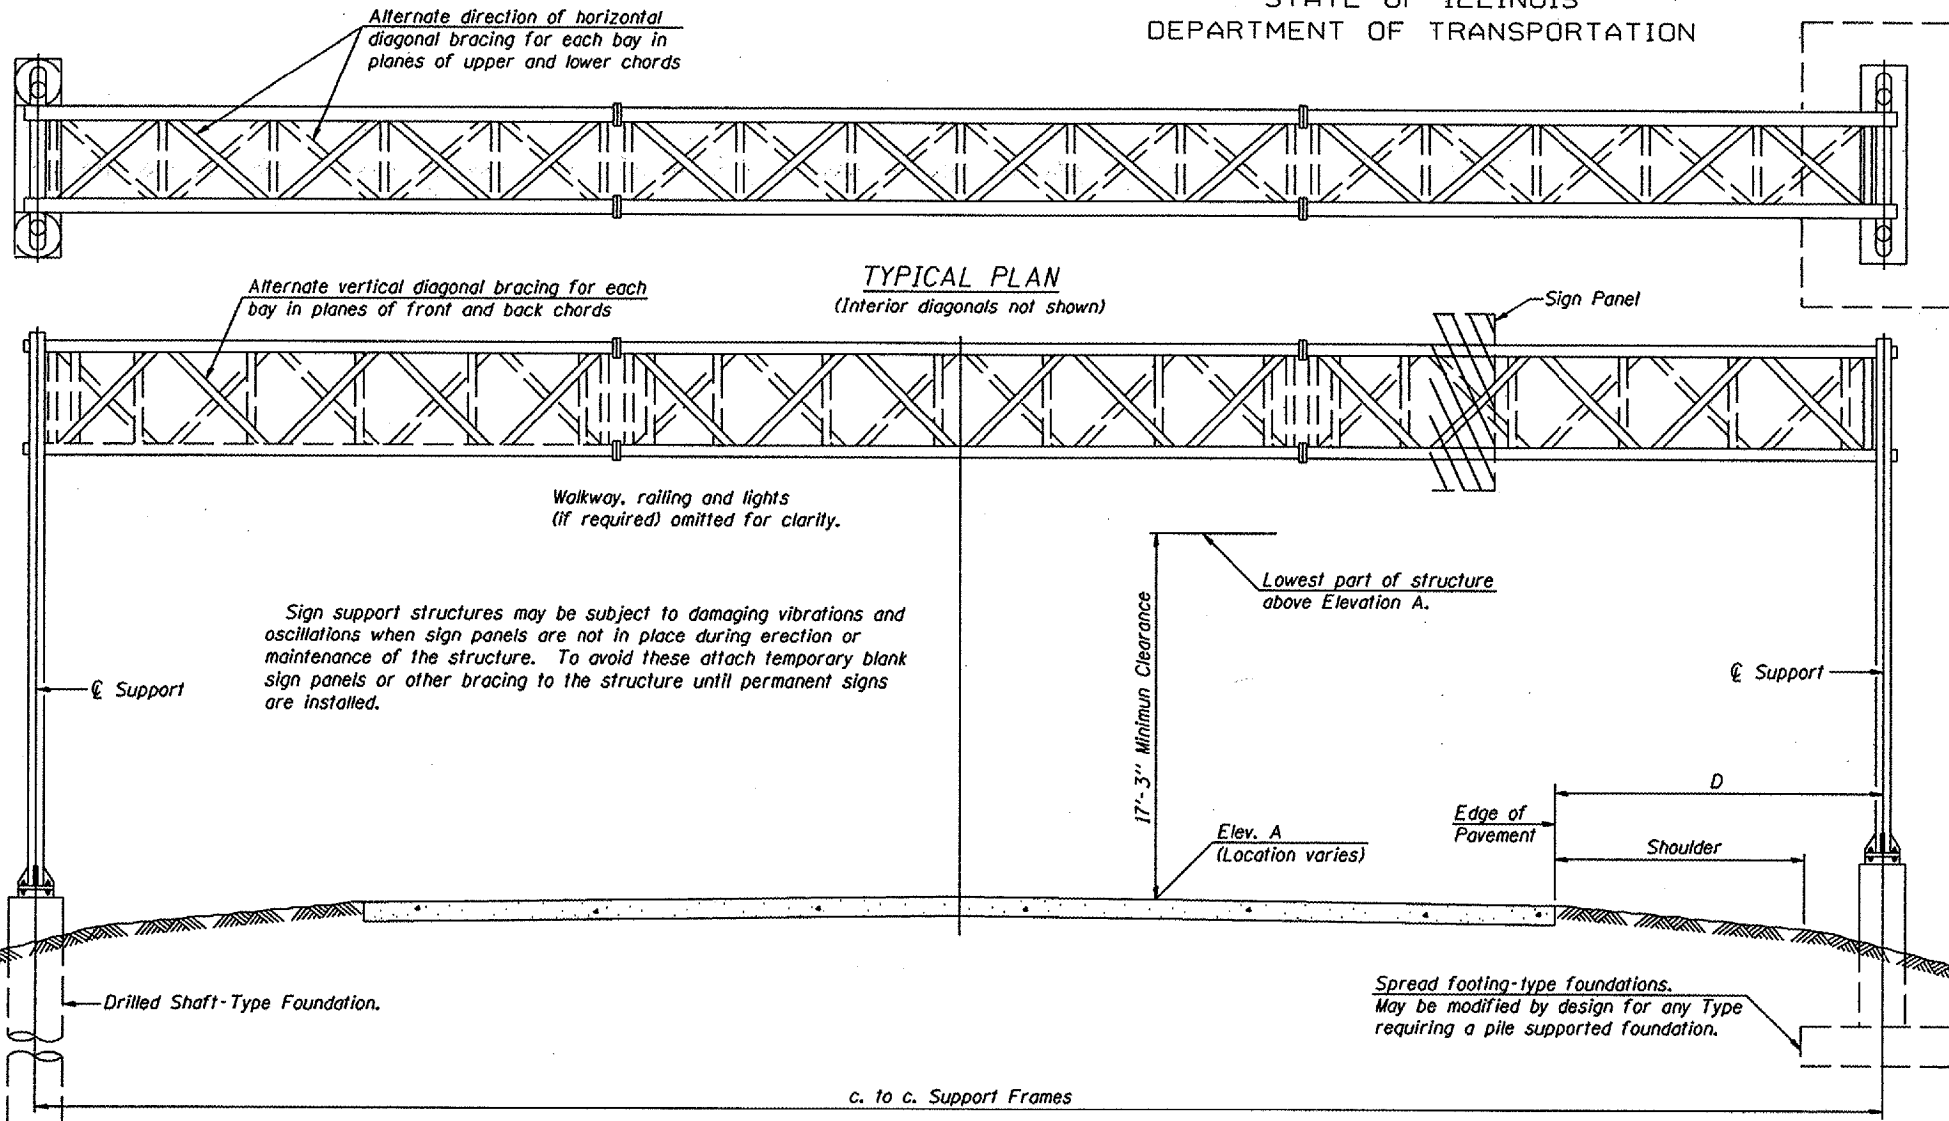 STATE OF ILLINOIS
DEPARTMENT OF TRANSPORTATION
Alternate direction of horizontal
diagonal bracing for each bay in
planes of upper and lower chords
TYPICAL PLAN
(Interior diagonals not shown)
Alternate vertical diagonal bracing for each
bay in planes of front and back chords
Sign Panel
Walkway, railing and lights
(if required) omitted for clarity.
Lowest part of structure
above Elevation A.
Sign support structures may be subject to damaging vibrations and
oscillations when sign panels are not in place during erection or
maintenance of the structure. To avoid these attach temporary blank
sign panels or other bracing to the structure until permanent signs
are installed.
17'-3" Minimun Clearance
℄ Support
℄ Support
D
Edge of
Pavement
Shoulder
Elev. A
(Location varies)
Drilled Shaft-Type Foundation.
Spread footing-type foundations.
May be modified by design for any Type
requiring a pile supported foundation.
c. to c. Support Frames